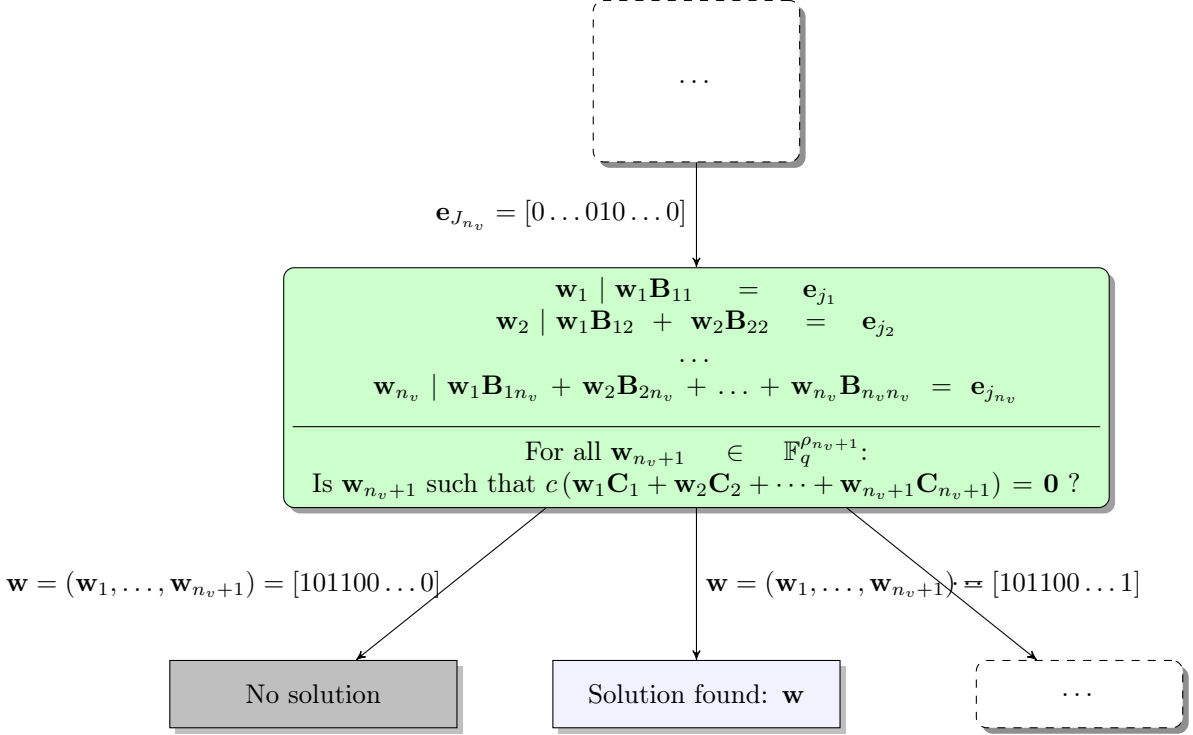 ...
e_{J_{n_v}} = [0 … 010 … 0]
w_1 | w_1B_{11} = e_{j_1}
w_2 | w_1B_{12} + w_2B_{22} = e_{j_2}
...
w_{n_v} | w_1B_{1n_v} + w_2B_{2n_v} + … + w_{n_v}B_{n_vn_v} = e_{j_{n_v}}
For all w_{n_v+1} ∈ 𝔽_q^{ρ_{n_v+1}}:
Is w_{n_v+1} such that c (w_1C_1 + w_2C_2 + ⋯ + w_{n_v+1}C_{n_v+1}) = 0 ?
w = (w_1, …, w_{n_v+1}) = [101100 … 0]
w = (w_1, …, w_{n_v+1}) = [101100 … 1]
No solution
Solution found: w
...